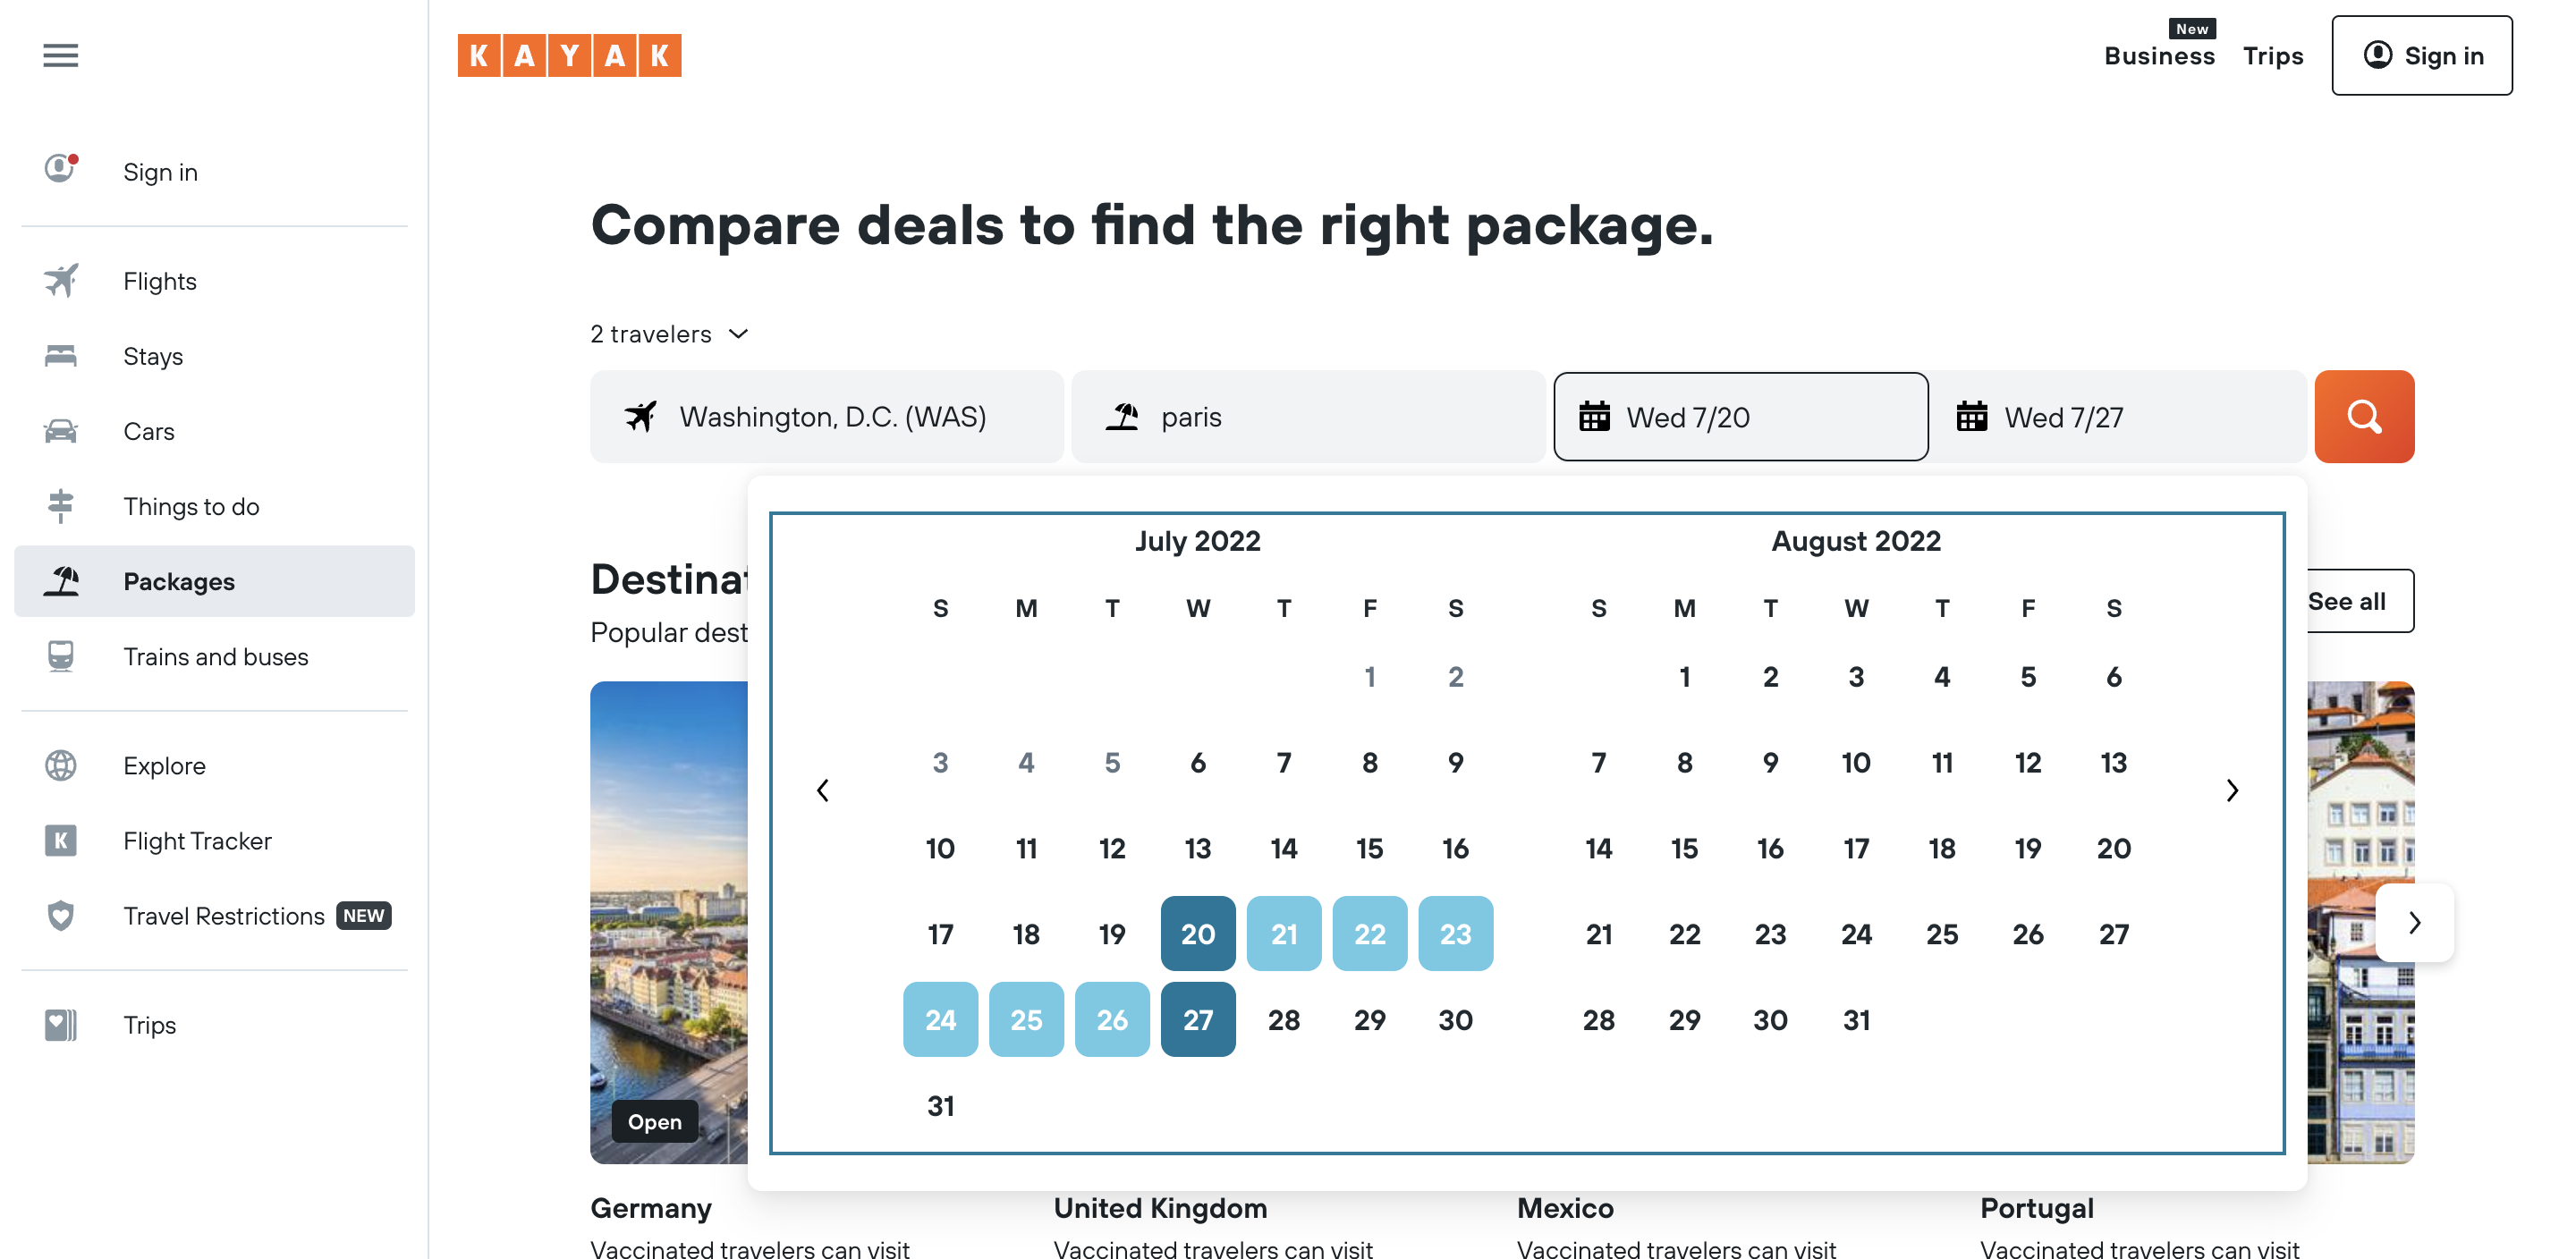 KAYAK
New
Business
Trips
Sign in
Sign in
Flights
Stays
Cars
Things to do
Packages
Trains and buses
Explore
K
Flight Tracker
Travel Restrictions NEW
Trips
Compare deals to find the right package.
2 travelers
Washington, D.C. (WAS)
paris
Wed 7/20
Wed 7/27
Popular
See all
July 2022
S M T W T F S
1 2
3 4 5 6 7 8 9
10 11 12 13 14 15 16
17 18 19 20 21 22 23
24 25 26 27 28 29 30
31
August 2022
S M T W T F S
1 2 3 4 5 6
7 8 9 10 11 12 13
14 15 16 17 18 19 20
21 22 23 24 25 26 27
28 29 30 31
Open
Germany
Vaccinated travelers can visit
United Kingdom
Vaccinated travelers can visit
Mexico
Vaccinated travelers can visit
Portugal
Vaccinated travelers can visit